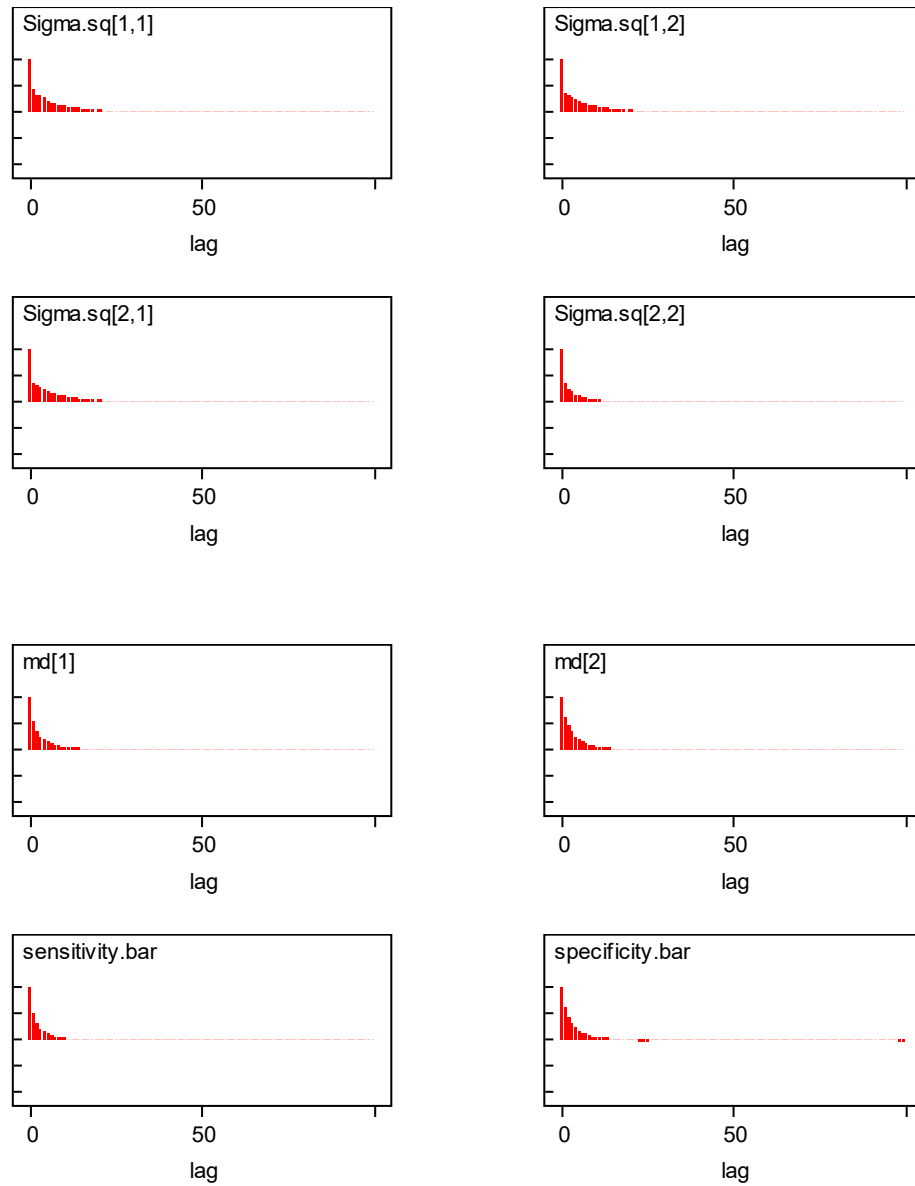 Sigma.sq[1,1]
0 50
lag
Sigma.sq[1,2]
0 50
lag
Sigma.sq[2,1]
0 50
lag
Sigma.sq[2,2]
0 50
lag
md[1]
0 50
lag
md[2]
0 50
lag
sensitivity.bar
0 50
lag
specificity.bar
0 50
lag